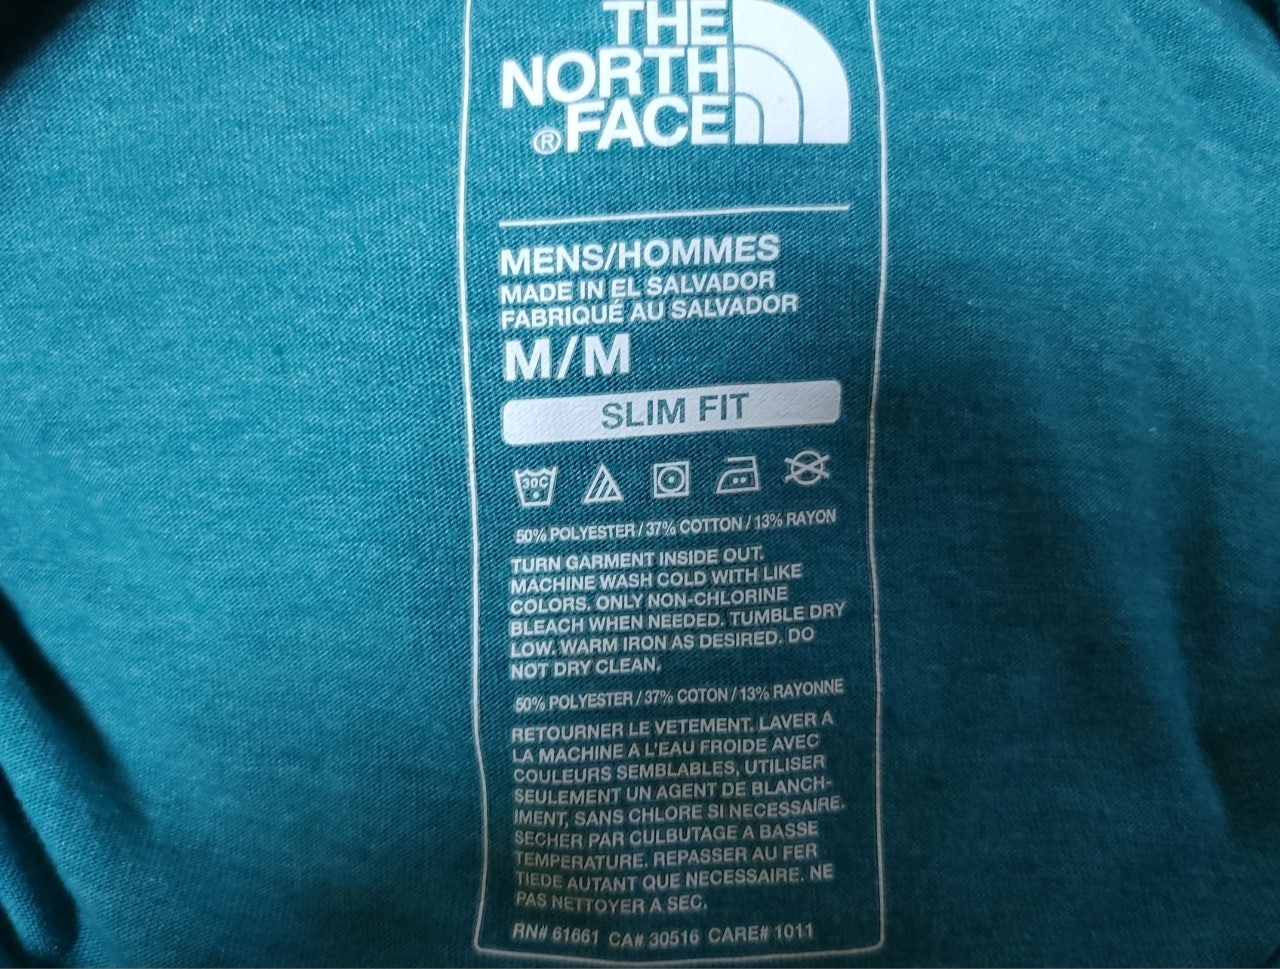 THE
NORTH
®FACE
MENS/HOMMES
MADE IN EL SALVADOR
FABRIQUÉ AU SALVADOR
M/M
SLIM FIT
30C
50% POLYESTER / 37% COTTON / 13% RAYON
TURN GARMENT INSIDE OUT.
MACHINE WASH COLD WITH LIKE
COLORS. ONLY NON-CHLORINE
BLEACH WHEN NEEDED. TUMBLE DRY
LOW. WARM IRON AS DESIRED. DO
NOT DRY CLEAN.
50% POLYESTER / 37% COTON / 13% RAYONNE
RETOURNER LE VETEMENT. LAVER A
LA MACHINE A L'EAU FROIDE AVEC
COULEURS SEMBLABLES, UTILISER
SEULEMENT UN AGENT DE BLANCH-
IMENT, SANS CHLORE SI NECESSAIRE.
SECHER PAR CULBUTAGE A BASSE
TEMPERATURE. REPASSER AU FER
TIEDE AUTANT QUE NECESSAIRE. NE
PAS NETTOYER A SEC.
RN# 61661 CA# 30516 CARE# 1011